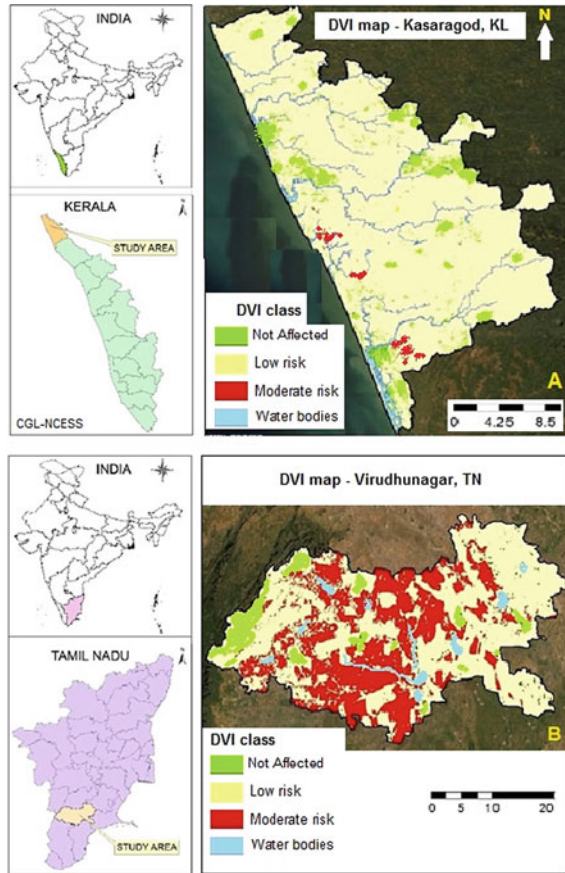 INDIA
KERALA
N
STUDY AREA
CGL-NCESS
DVI map - Kasaragod, KL
N
DVI class
Not Affected
Low risk
Moderate risk
Water bodies
A
0 4.25 8.5
INDIA
TAMIL NADU
N
STUDY AREA
DVI map - Virudhunagar, TN
B
DVI class
Not Affected
Low risk
Moderate risk
Water bodies
0 5 10 20